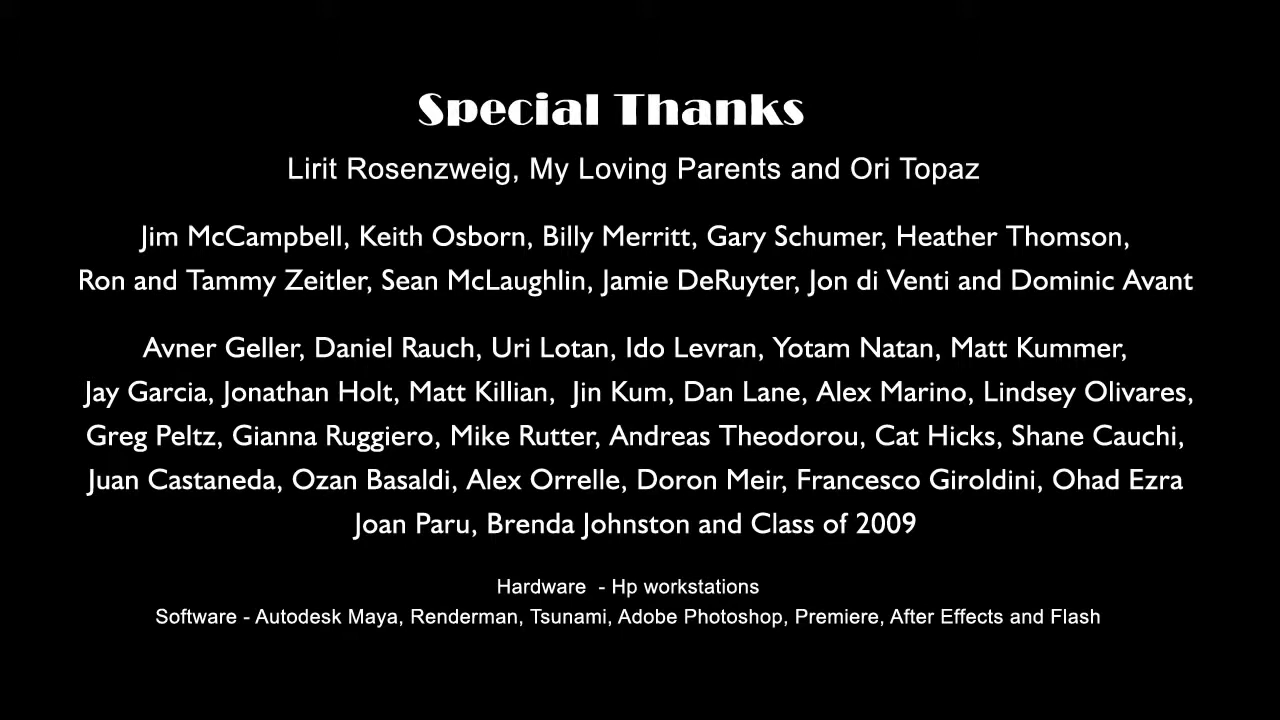 Special Thanks
Lirit Rosenzweig, My Loving Parents and Ori Topaz
Jim McCampbell, Keith Osborn, Billy Merritt, Gary Schumer, Heather Thomson,
Ron and Tammy Zeitler, Sean McLaughlin, Jamie DeRuyter, Jon di Venti and Dominic Avant
Avner Geller, Daniel Rauch, Uri Lotan, Ido Levran, Yotam Natan, Matt Kummer,
Jay Garcia, Jonathan Holt, Matt Killian,  Jin Kum, Dan Lane, Alex Marino, Lindsey Olivares,
Greg Peltz, Gianna Ruggiero, Mike Rutter, Andreas Theodorou, Cat Hicks, Shane Cauchi,
Juan Castaneda, Ozan Basaldi, Alex Orrelle, Doron Meir, Francesco Giroldini, Ohad Ezra
Joan Paru, Brenda Johnston and Class of 2009
Hardware  - Hp workstations
Software - Autodesk Maya, Renderman, Tsunami, Adobe Photoshop, Premiere, After Effects and Flash